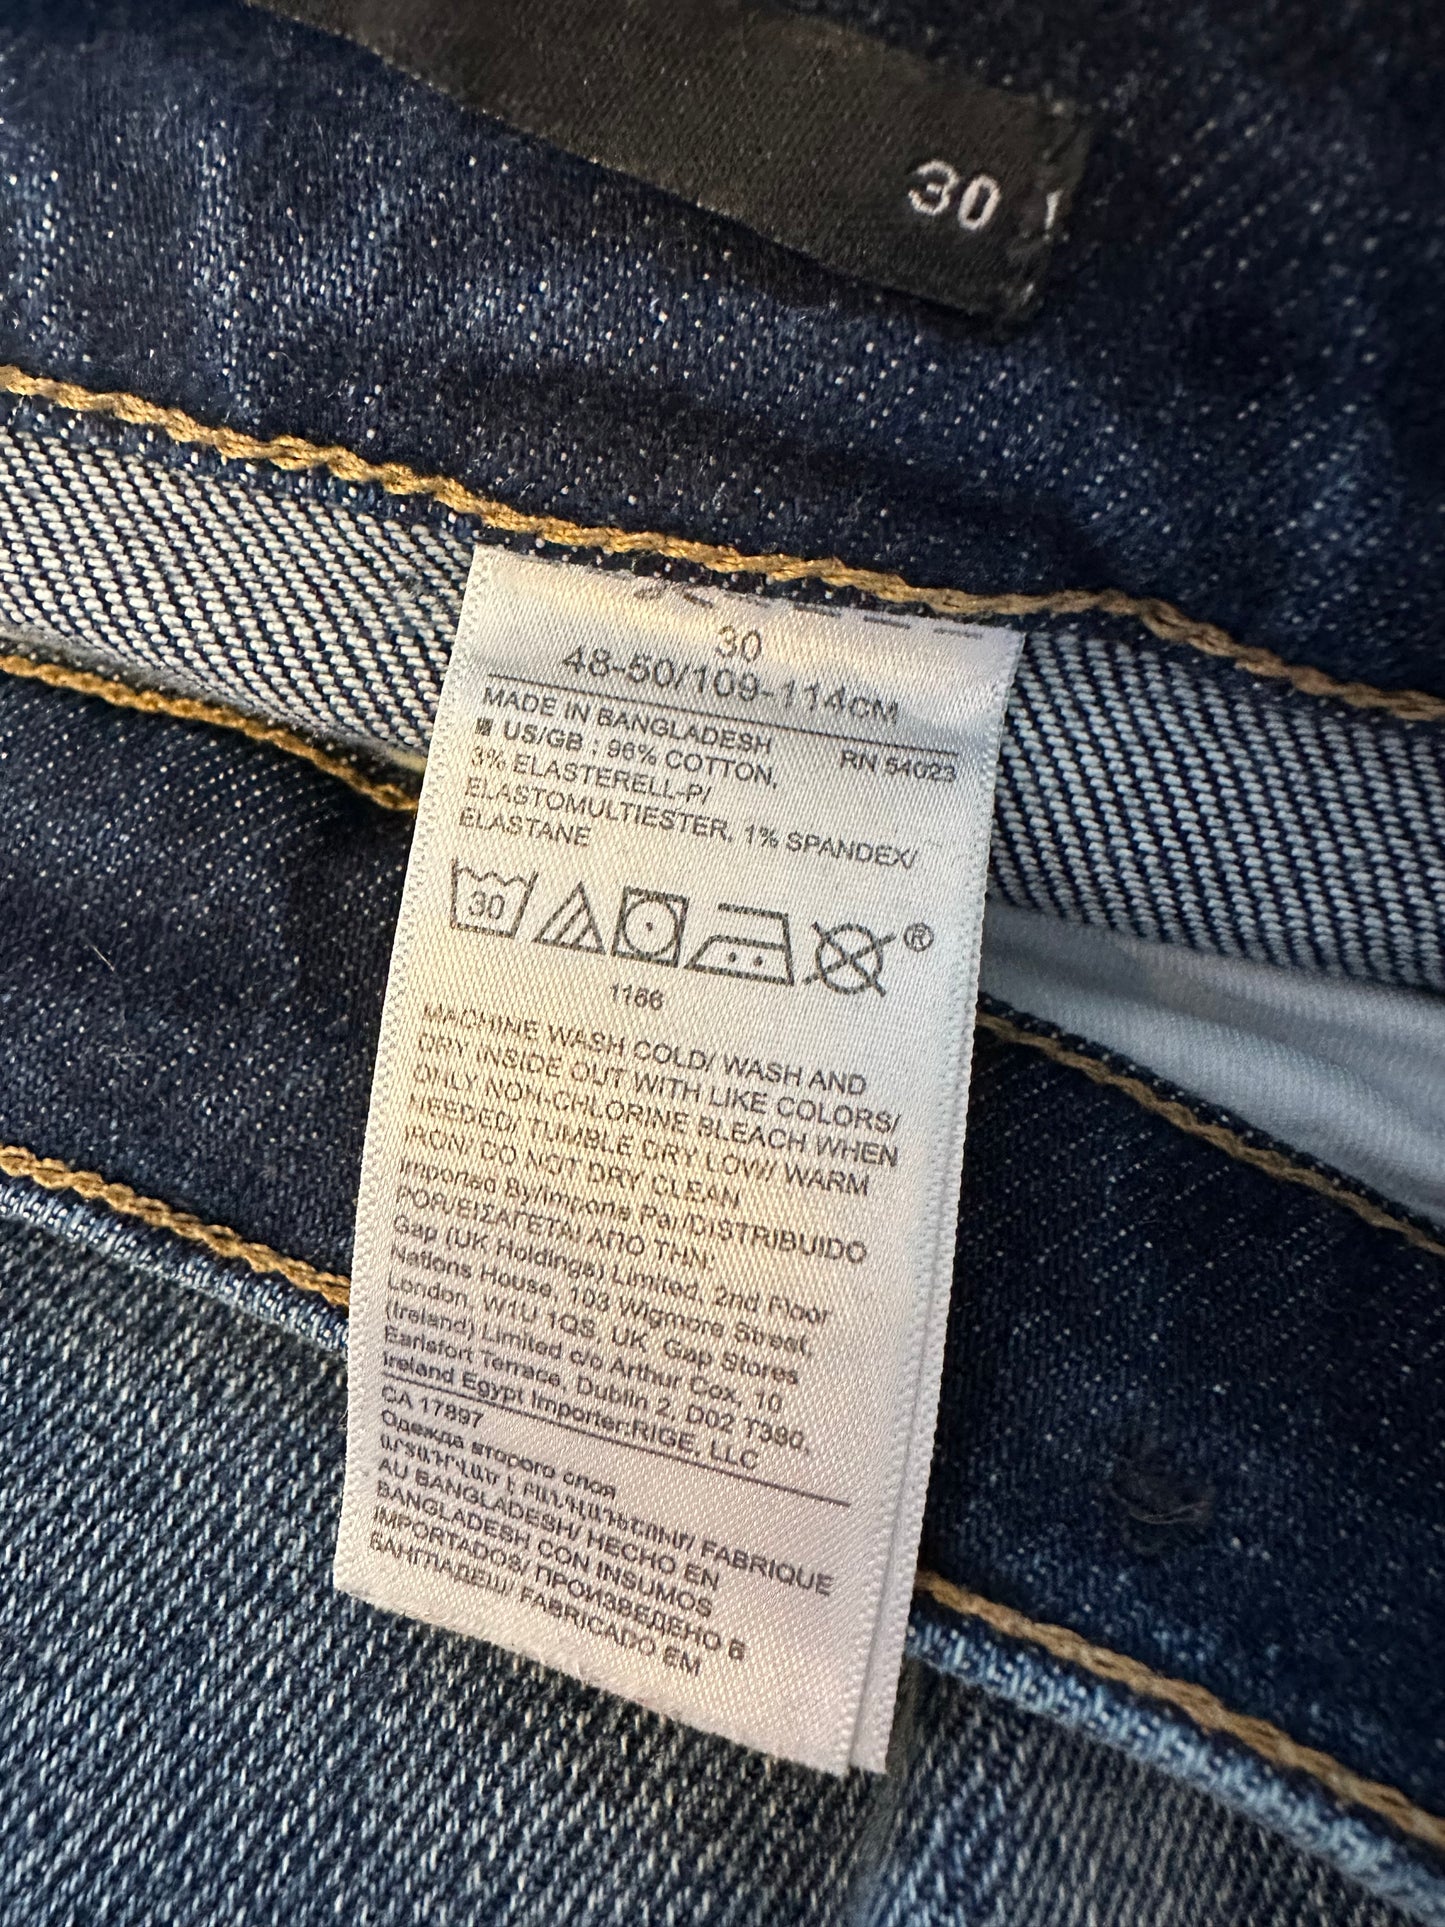 30
30
48-50/109-114CM
MADE IN BANGLADESH RN 54023
US/GB : 96% COTTON,
3% ELASTERELL-P/
ELASTOMULTIESTER, 1% SPANDEX/
ELASTANE
30
®
1166
MACHINE WASH COLD/ WASH AND
DRY INSIDE OUT WITH LIKE COLORS/
ONLY NON-CHLORINE BLEACH WHEN
NEEDED/ TUMBLE DRY LOW/ WARM
IRON/ DO NOT DRY CLEAN
Imported By/Importe Par/DISTRIBUIDO
POR/ΕΙΣΑΓΕΤΑΙ ΑΠΟ ΤΗΝ:
Gap (UK Holdings) Limited, 2nd Floor
Nations House, 103 Wigmore Street,
London, W1U 1QS, UK, Gap Stores
(Ireland) Limited c/o Arthur Cox, 10
Earlsfort Terrace, Dublin 2, D02 T380,
Ireland Egypt Importer:RIGE, LLC
CA 17897
Одежда второго слоя
ԱՐՏԱԴՐՎԱԾ Է ԲԱՆԳԼԱԴԵՇՈՒՄ/ FABRIQUE
AU BANGLADESH/ HECHO EN
BANGLADESH CON INSUMOS
IMPORTADOS/ ПРОИЗВЕДЕНО В
БАНГЛАДЕШ/ FABRICADO EM